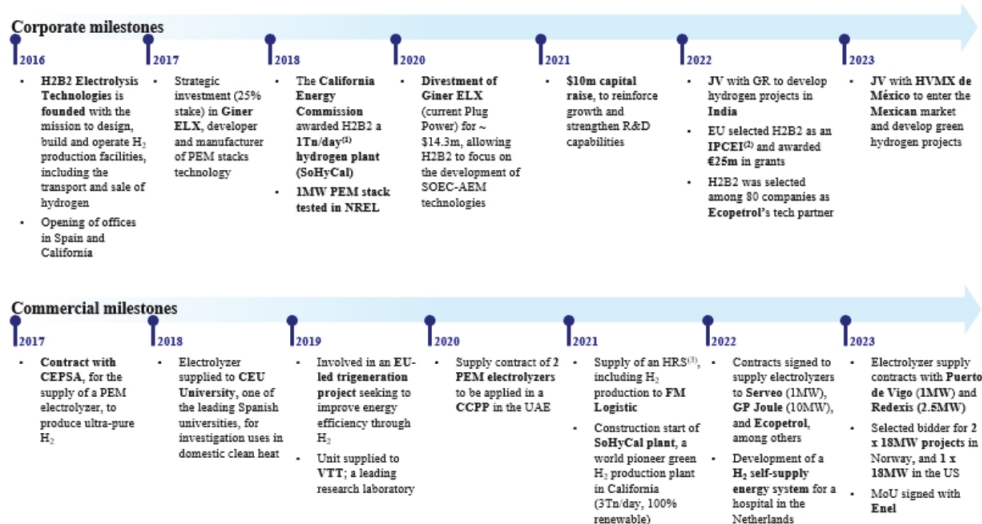 Corporate milestones
2016
• H2B2 Electrolysis
Technologies is
founded with the
mission to design,
build and operate H₂
production facilities,
including the
transport and sale of
hydrogen
• Opening of offices
in Spain and
California
2017
• Strategic
investment (25%
stake) in Giner
ELX, developer
and manufacturer
of PEM stacks
technology
2018
• The California
Energy
Commission
awarded H2B2 a
1Tn/day⁽¹⁾
hydrogen plant
(SoHyCal)
• 1MW PEM stack
tested in NREL
2020
• Divestment of
Giner ELX
(current Plug
Power) for ~
$14.3m, allowing
H2B2 to focus on
the development of
SOEC-AEM
technologies
2021
• $10m capital
raise, to reinforce
growth and
strengthen R&D
capabilities
2022
• JV with GR to develop
hydrogen projects in
India
• EU selected H2B2 as an
IPCEI⁽²⁾ and awarded
€25m in grants
• H2B2 was selected
among 80 companies as
Ecopetrol's tech partner
2023
• JV with HVMX de
México to enter the
Mexican market
and develop green
hydrogen projects
Commercial milestones
2017
• Contract with
CEPSA, for the
supply of a PEM
electrolyzer, to
produce ultra-pure
H₂
2018
• Electrolyzer
supplied to CEU
University, one of
the leading Spanish
universities, for
investigation uses in
domestic clean heat
2019
• Involved in an EU-
led trigeneration
project seeking to
improve energy
efficiency through
H₂
• Unit supplied to
VTT; a leading
research laboratory
2020
• Supply contract of 2
PEM electrolyzers
to be applied in a
CCPP in the UAE
2021
• Supply of an HRS⁽³⁾,
including H₂
production to FM
Logistic
• Construction start of
SoHyCal plant, a
world pioneer green
H₂ production plant
in California
(3Tn/day, 100%
renewable)
2022
• Contracts signed to
supply electrolyzers
to Serveo (1MW),
GP Joule (10MW),
and Ecopetrol,
among others
• Development of a
H₂ self-supply
energy system for a
hospital in the
Netherlands
2023
• Electrolyzer supply
contracts with Puerto
de Vigo (1MW) and
Redexis (2.5MW)
• Selected bidder for 2
x 18MW projects in
Norway, and 1 x
18MW in the US
• MoU signed with
Enel